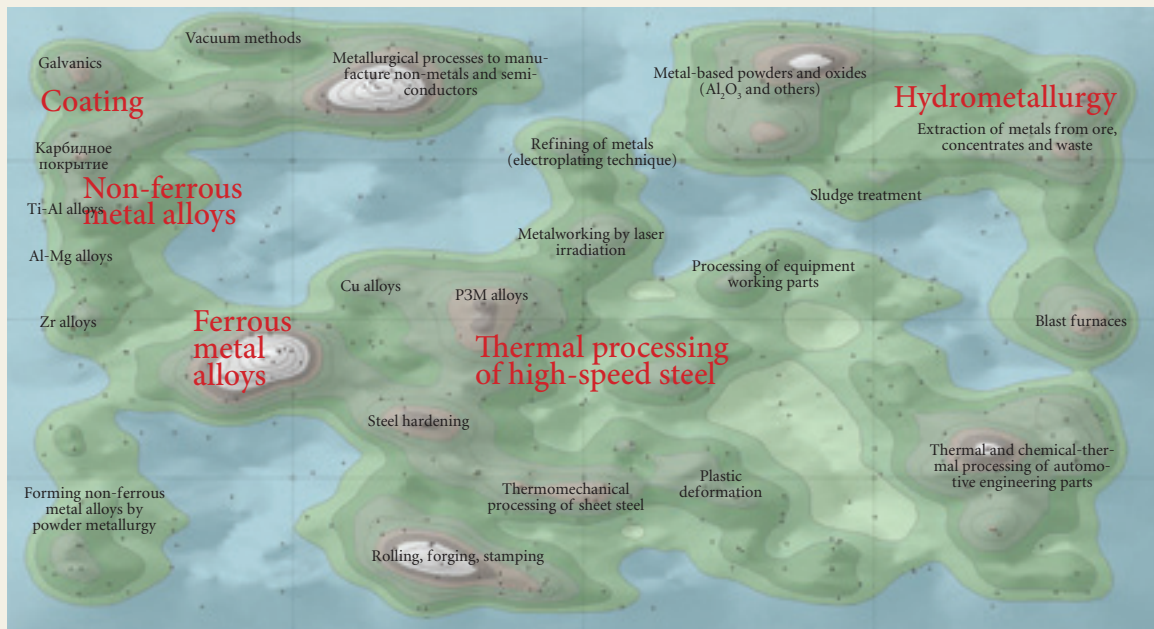 Vacuum methods
Galvanics
Coating
Metallurgical processes to manu-
facture non-metals and semi-
conductors
Metal-based powders and oxides
(Al₂O₃ and others)
Hydrometallurgy
Extraction of metals from ore,
concentrates and waste
Карбидное
покрытие
Refining of metals
(electroplating technique)
Non-ferrous
metal alloys
Ti-Al alloys
Sludge treatment
Al-Mg alloys
Metalworking by laser
irradiation
Processing of equipment
working parts
Cu alloys
РЗМ alloys
Zr alloys
Ferrous
metal
alloys
Thermal processing
of high-speed steel
Blast furnaces
Steel hardening
Thermal and chemical-ther-
mal processing of automo-
tive engineering parts
Forming non-ferrous
metal alloys by
powder metallurgy
Thermomechanical
processing of sheet steel
Plastic
deformation
Rolling, forging, stamping